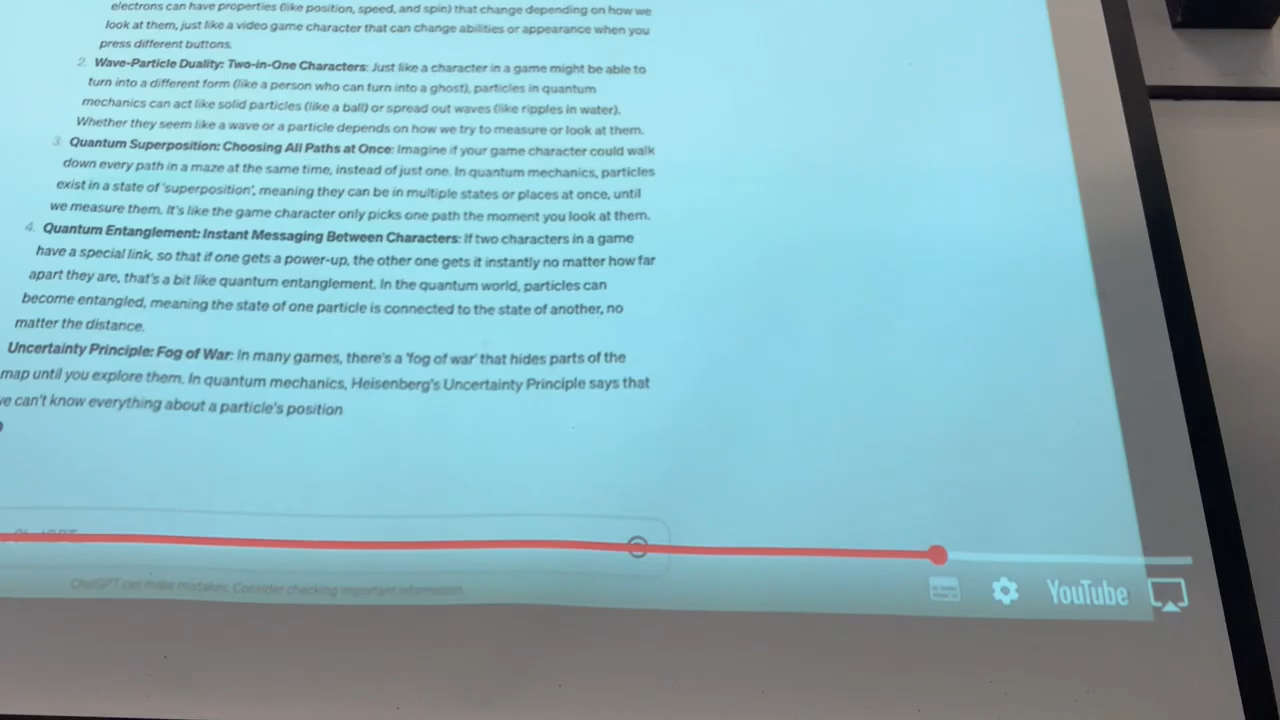 electrons can have properties (like position, speed, and spin) that change depending on how we
look at them, just like a video game character that can change abilities or appearance when you
press different buttons.
2. Wave-Particle Duality: Two-in-One Characters: Just like a character in a game might be able to
turn into a different form (like a person who can turn into a ghost), particles in quantum
mechanics can act like solid particles (like a ball) or spread out waves (like ripples in water).
Whether they seem like a wave or a particle depends on how we try to measure or look at them.
3. Quantum Superposition: Choosing All Paths at Once: Imagine if your game character could walk
down every path in a maze at the same time, instead of just one. In quantum mechanics, particles
exist in a state of 'superposition', meaning they can be in multiple states or places at once, until
we measure them. It's like the game character only picks one path the moment you look at them.
4. Quantum Entanglement: Instant Messaging Between Characters: If two characters in a game
have a special link, so that if one gets a power-up, the other one gets it instantly no matter how far
apart they are, that's a bit like quantum entanglement. In the quantum world, particles can
become entangled, meaning the state of one particle is connected to the state of another, no
matter the distance.
Uncertainty Principle: Fog of War: In many games, there's a 'fog of war' that hides parts of the
map until you explore them. In quantum mechanics, Heisenberg's Uncertainty Principle says that
we can't know everything about a particle's position
ChatGPT can make mistakes. Consider checking important information.
YouTube